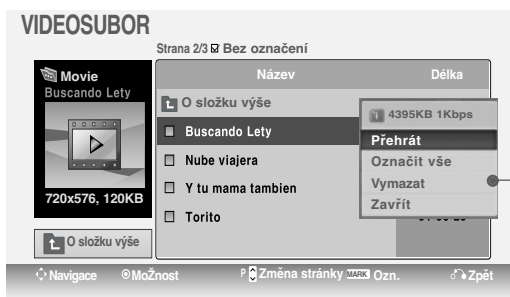 VIDEOSUBOR
Strana 2/3 Bez označení
Movie
Buscando Lety
720x576, 120KB
O složku výše
Název Délka
O složku výše
Buscando Lety
Nube viajera
Y tu mama tambien
Torito
4395KB 1Kbps
Přehrát
Označit vše
Vymazat
Zavřít
Navigace MoŽnost P Změna stránky MARK Ozn. Zpět